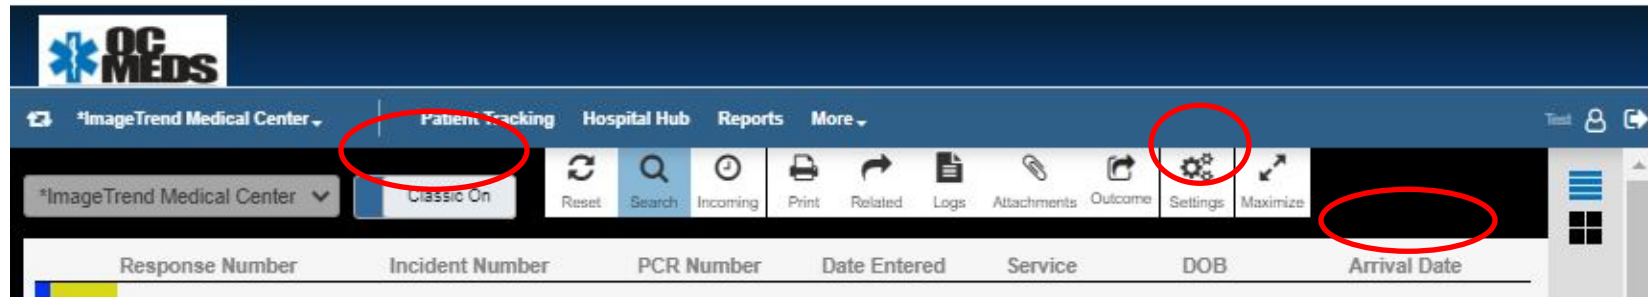 OC
MEDS
*ImageTrend Medical Center Patient Tracking Hospital Hub Reports More Test
*ImageTrend Medical Center Classic On Reset Search Incoming Print Related Logs Attachments Outcome Settings Maximize
Response Number Incident Number PCR Number Date Entered Service DOB Arrival Date